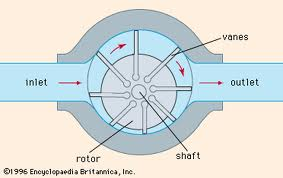 vanes
inlet
outlet
rotor
shaft
©1996 Encyclopaedia Britannica, Inc.